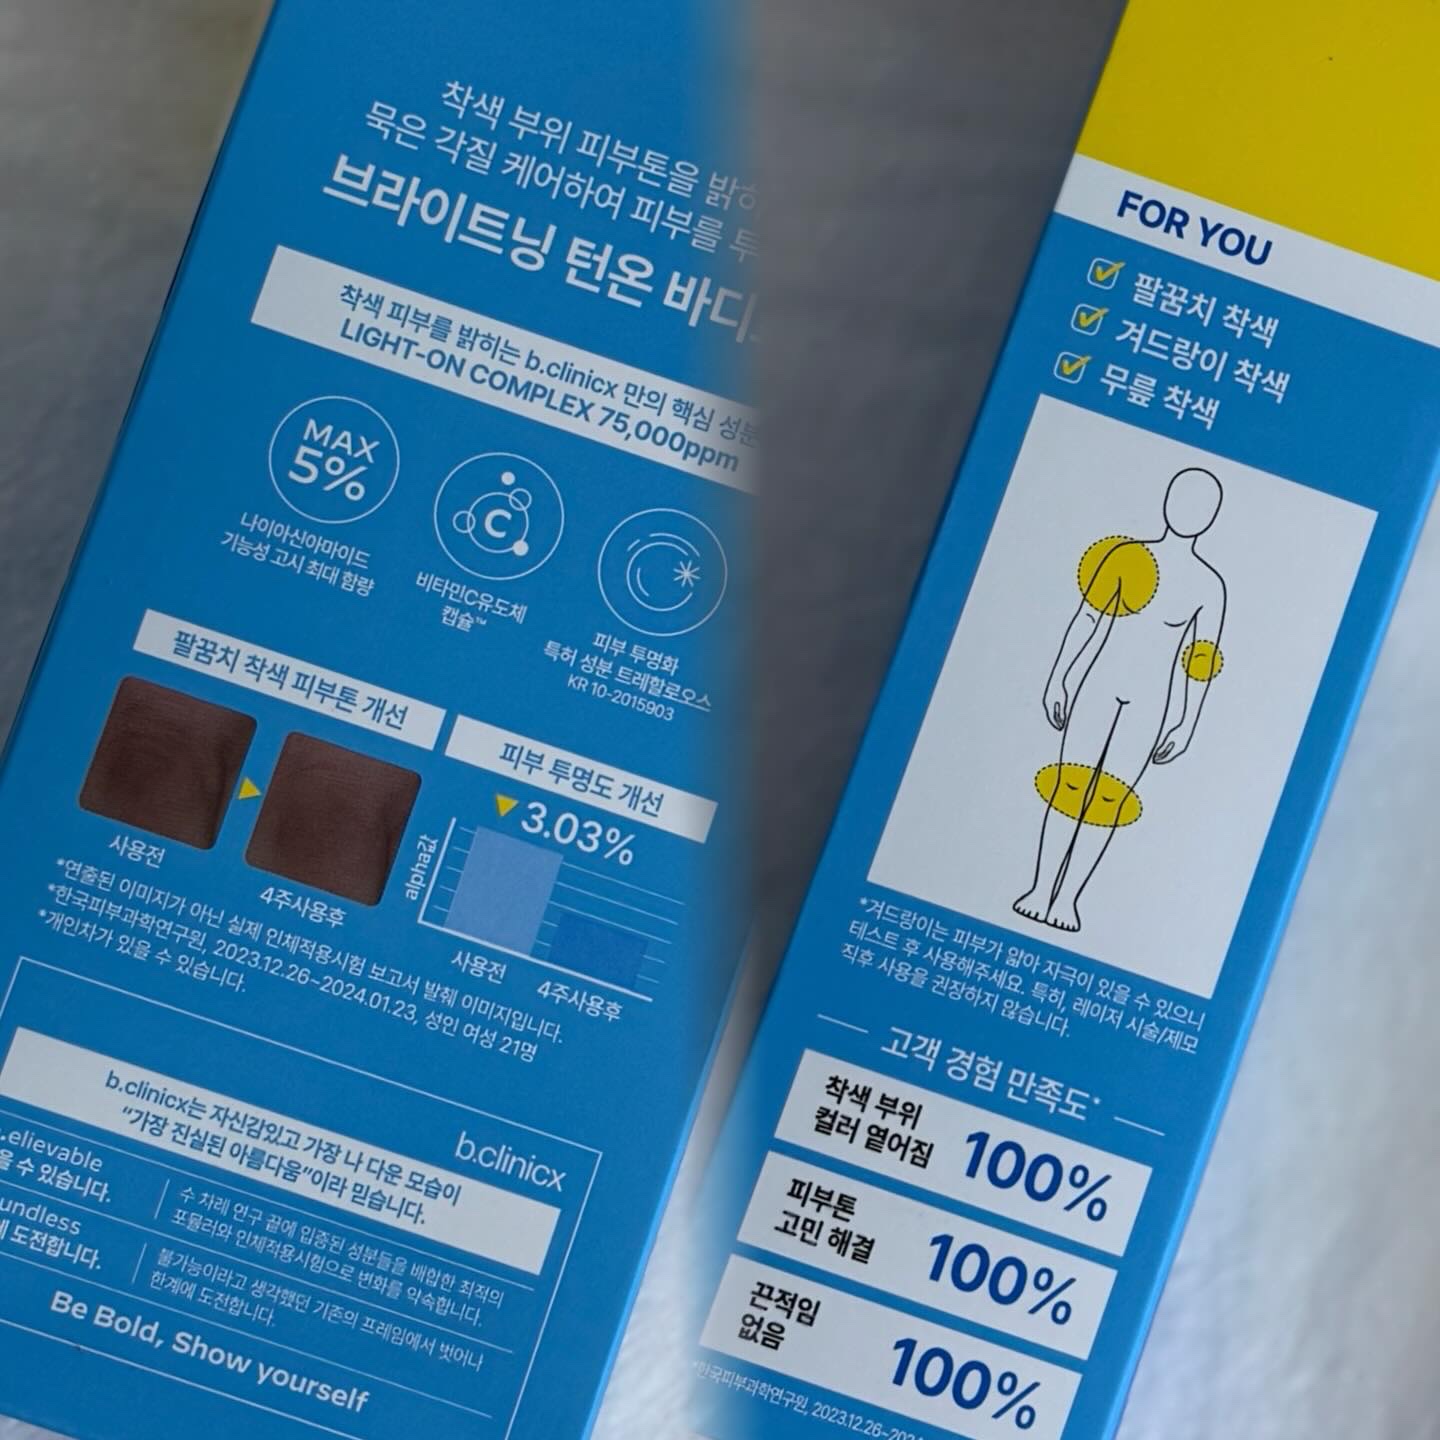 착색 부위 피부톤을 밝
묵은 각질 케어하여 피부를 투
브라이트닝 턴온 바디
착색 피부를 밝히는 b.clinicx 만의 핵심 성분
LIGHT-ON COMPLEX 75,000ppm
MAX
5%
나이아신아마이드
기능성 고시 최대 함량
C
비타민C유도체
캡슐™
피부 투명화
특허 성분 트레할로오스
KR 10-2015903
팔꿈치 착색 피부톤 개선
사용전
4주사용후
피부 투명도 개선
▼3.03%
alpha값
사용전
4주사용후
*연출된 이미지가 아닌 실제 인체적용시험 보고서 발췌 이미지입니다.
*한국피부과학연구원, 2023.12.26~2024.01.23, 성인 여성 21명
*개인차가 있을 수 있습니다.
b.clinicx
b.clinicx는 자신감있고 가장 나 다운 모습이
“가장 진실된 아름다움”이라 믿습니다.
.elievable
을 수 있습니다.
수 차례 연구 끝에 입증된 성분들을 배합한 최적의
포뮬러와 인체적용시험으로 변화를 약속합니다.
undless
도전합니다.
불가능이라고 생각했던 기존의 프레임에서 벗어나
한계에 도전합니다.
Be Bold, Show yourself
FOR YOU
팔꿈치 착색
겨드랑이 착색
무릎 착색
*겨드랑이는 피부가 얇아 자극이 있을 수 있으니
테스트 후 사용해주세요. 특히, 레이저 시술/제모
직후 사용을 권장하지 않습니다.
고객 경험 만족도*
착색 부위
컬러 옅어짐 100%
피부톤
고민 해결 100%
끈적임
없음 100%
*한국피부과학연구원, 2023.12.26~202